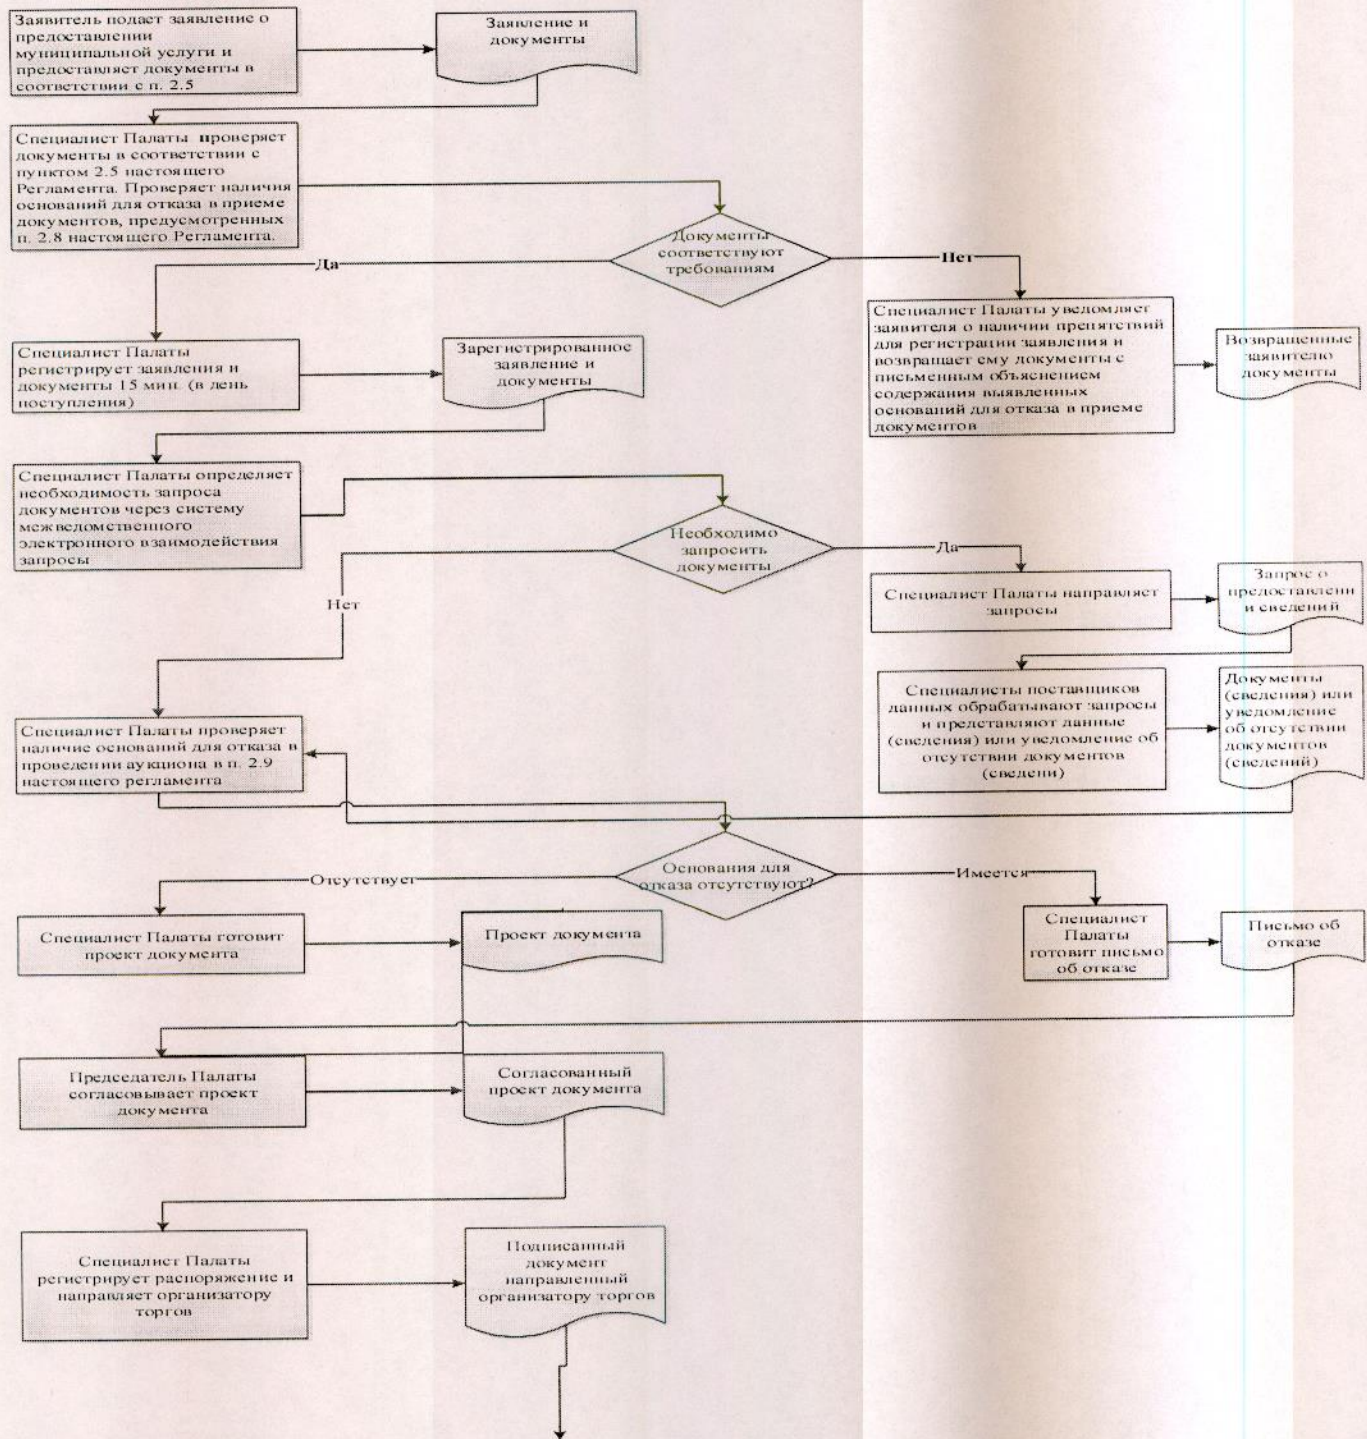 Заявитель подает заявление о
предоставлении
муниципальной услуги и
предоставляет документы в
соответствии с п. 2.5
Заявление и
документы
Специалист Палаты проверяет
документы в соответствии с
пунктом 2.5 настоящего
Регламента. Проверяет наличия
оснований для отказа в приеме
документов, предусмотренных
п. 2.8 настоящего Регламента.
Документы
соответствуют
требованиям
Да
Нет
Специалист Палаты
регистрирует заявления и
документы 15 мин. (в день
поступления)
Зарегистрированное
заявление и
документы
Специалист Палаты уведомляет
заявителя о наличии препятствий
для регистрации заявления и
возвращает ему документы с
письменным объяснением
содержания выявленных
оснований для отказа в приеме
документов
Возвращенные
заявителю
документы
Специалист Палаты определяет
необходимость запроса
документов через систему
межведомственного
электронного взаимодействия
запросы
Необходимо
запросить
документы
Да
Нет
Специалист Палаты направляет
запросы
Запрос о
предоставлени
и сведений
Специалисты поставщиков
данных обрабатывают запросы
и представляют данные
(сведения) или уведомление об
отсутствии документов
(сведени)
Документы
(сведения) или
уведомление
об отсутствии
документов
(сведений)
Специалист Палаты проверяет
наличие оснований для отказа в
проведении аукциона в п. 2.9
настоящего регламента
Основания для
отказа отсутствуют?
Отсутствует
Имеется
Специалист Палаты готовит
проект документа
Проект документа
Специалист
Палаты
готовит письмо
об отказе
Письмо об
отказе
Председатель Палаты
согласовывает проект
документа
Согласованный
проект документа
Специалист Палаты
регистрирует распоряжение и
направляет организатору
торгов
Подписанный
документ
направленный
организатору торгов